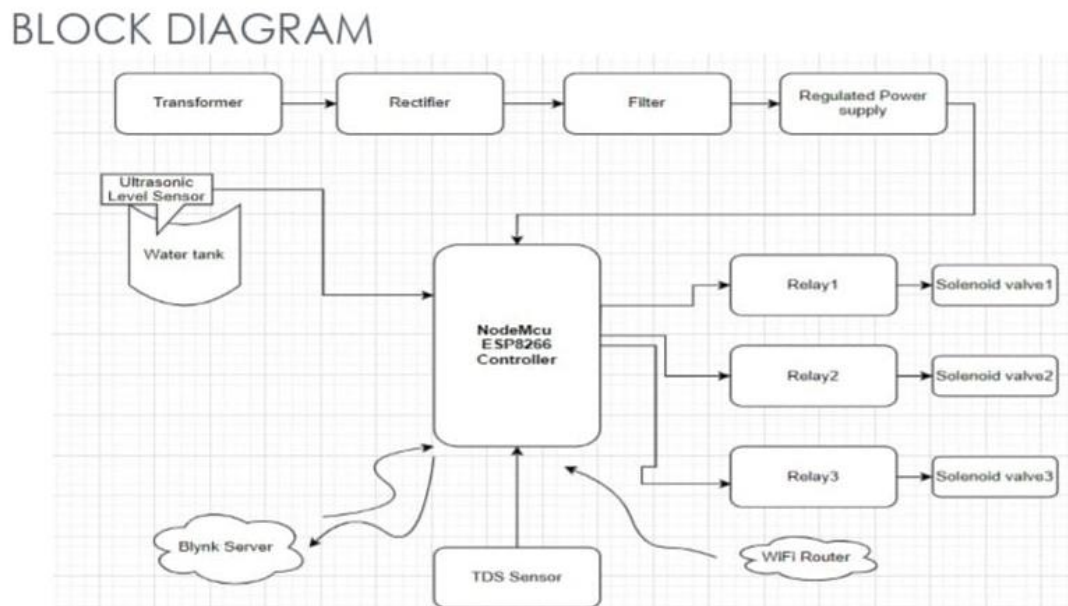 BLOCK DIAGRAM
Transformer
Rectifier
Filter
Regulated Power
supply
Ultrasonic
Level Sensor
Water tank
NodeMcu
ESP8266
Controller
Relay1
Solenoid valve1
Relay2
Solenoid valve2
Relay3
Solenoid valve3
Blynk Server
TDS Sensor
WiFi Router